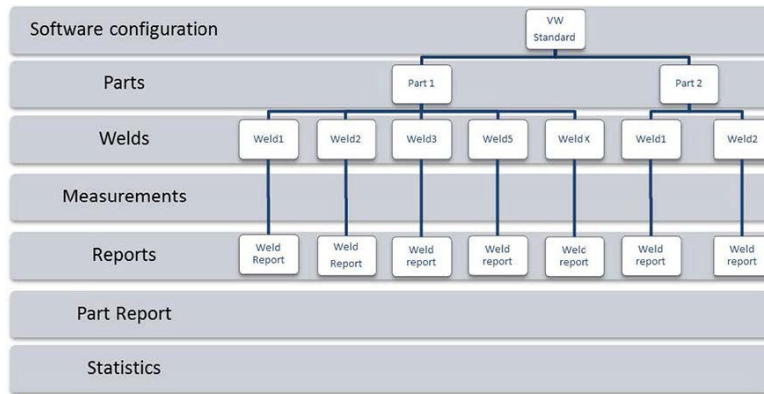 Software configuration
VW
Standard
Parts
Part 1
Part 2
Welds
Weld1
Weld2
Weld3
Weld5
Weld X
Weld1
Weld2
Measurements
Reports
Weld
Report
Weld
Report
Weld
report
Weld
report
Weld
report
Weld
report
Weld
report
Part Report
Statistics